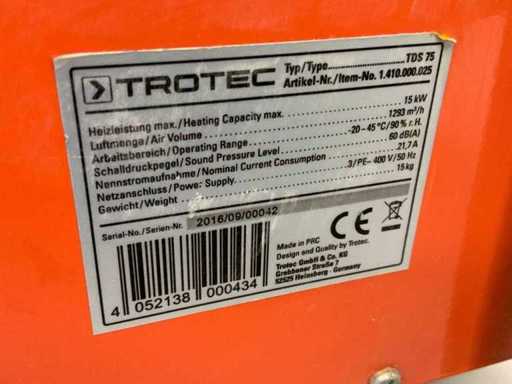 TROTEC
Typ/Type TDS 75
Artikel-Nr./Item-No. 1.410.000.025
Heizleistung max./Heating Capacity max. 15 kW
Luftmenge/Air Volume 1293 m³/h
Arbeitsbereich/Operating Range -20 - 45 °C/90 % r.H.
Schalldruckpegel/Sound Pressure Level 60 dB(A)
Nennstromaufnahme/Nominal Current Consumption 21,7 A
Netzanschluss/Power Supply 3/PE~ 400 V/50 Hz
Gewicht/Weight 15 kg
Serial-No./Serien-Nr. 2016/09/00042
Made in PRC
Design and Quality by Trotec.
Trotec GmbH & Co. KG
Grebbener Straße 7
52525 Heinsberg - Germany
CE
4 052138 000434